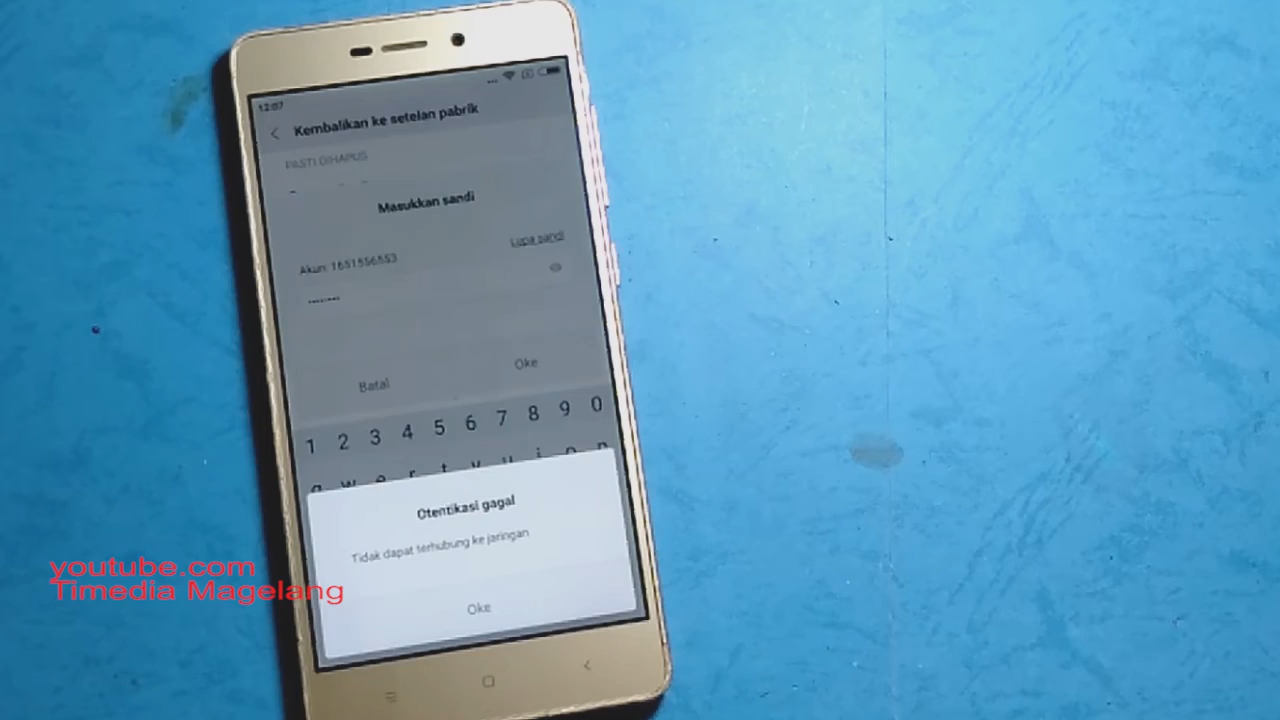 12:07
Kembalikan ke setelan pabrik
PASTI DIHAPUS
Masukkan sandi
Lupa sandi
Akun: 1651556553
Batal
Oke
1 2 3 4 5 6 7 8 9 0
q w e r t y u i o p
Otentikasi gagal
Tidak dapat terhubung ke jaringan
Oke
youtube.com
Timedia Magelang